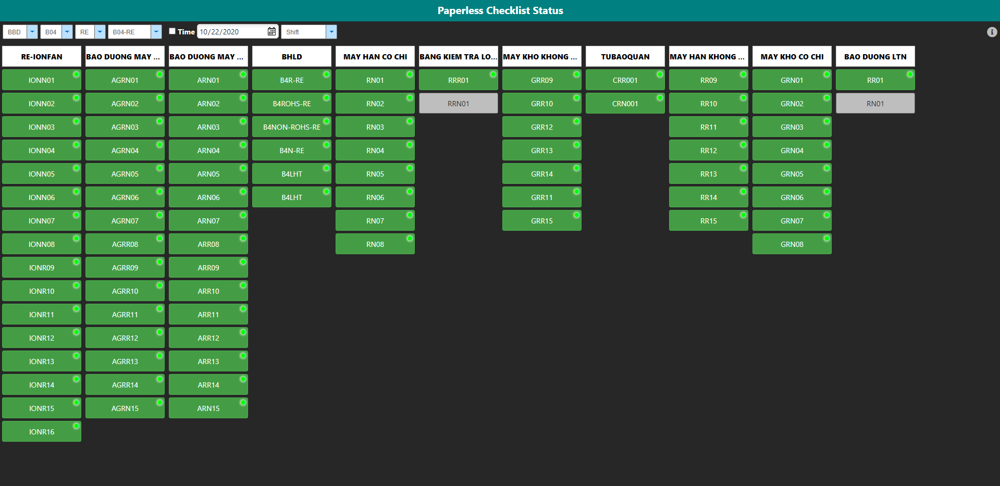 Paperless Checklist Status
BBD B04 RE B04-RE Time 10/22/2020 Shift
RE-IONFAN BAO DUONG MAY ... BAO DUONG MAY ... BHLD MAY HAN CO CHI BANG KIEM TRA LO... MAY KHO KHONG ... TUBAOQUAN MAY HAN KHONG ... MAY KHO CO CHI BAO DUONG LTN
IONN01 AGRN01 ARN01 B4R-RE RN01 RRR01 GRR09 CRR001 RR09 GRN01 RR01
IONN02 AGRN02 ARN02 B4ROHS-RE RN02 RRN01 GRR10 CRN001 RR10 GRN02 RN01
IONN03 AGRN03 ARN03 B4NON-ROHS-RE RN03 GRR12 RR11 GRN03
IONN04 AGRN04 ARN04 B4N-RE RN04 GRR13 RR12 GRN04
IONN05 AGRN05 ARN05 B4LHT RN05 GRR14 RR13 GRN05
IONN06 AGRN06 ARN06 B4LHT RN06 GRR11 RR14 GRN06
IONN07 AGRN07 ARN07 RN07 GRR15 RR15 GRN07
IONN08 AGRR08 ARR08 RN08 GRN08
IONR09 AGRR09 ARR09
IONR10 AGRR10 ARR10
IONR11 AGRR11 ARR11
IONR12 AGRR12 ARR12
IONR13 AGRR13 ARR13
IONR14 AGRR14 ARR14
IONR15 AGRN15 ARN15
IONR16